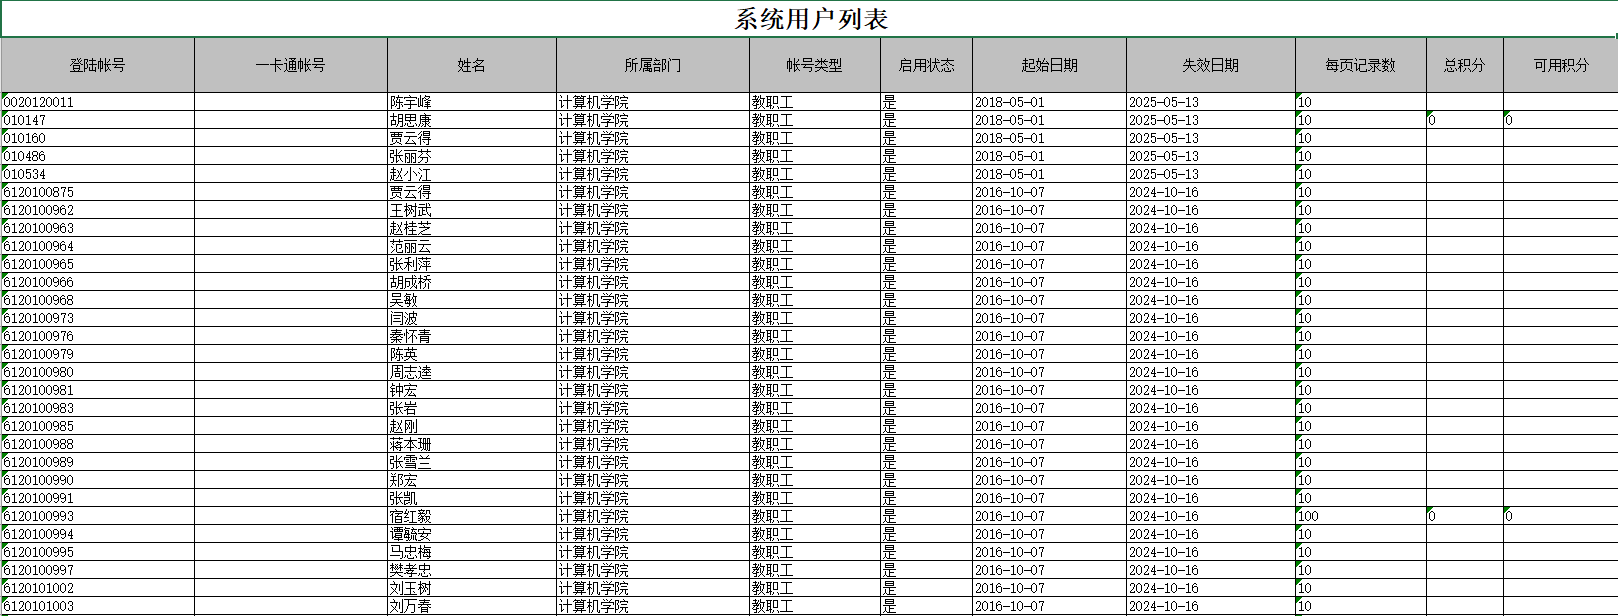 系统用户列表
登陆帐号 一卡通帐号 姓名 所属部门 帐号类型 启用状态 起始日期 失效日期 每页记录数 总积分 可用积分
0020120011 陈宇峰 计算机学院 教职工 是 2018-05-01 2025-05-13 10
010147 胡思康 计算机学院 教职工 是 2018-05-01 2025-05-13 10 0 0
010160 贾云得 计算机学院 教职工 是 2018-05-01 2025-05-13 10
010486 张丽芬 计算机学院 教职工 是 2018-05-01 2025-05-13 10
010534 赵小江 计算机学院 教职工 是 2018-05-01 2025-05-13 10
6120100875 贾云得 计算机学院 教职工 是 2016-10-07 2024-10-16 10
6120100962 王树武 计算机学院 教职工 是 2016-10-07 2024-10-16 10
6120100963 赵桂芝 计算机学院 教职工 是 2016-10-07 2024-10-16 10
6120100964 范丽云 计算机学院 教职工 是 2016-10-07 2024-10-16 10
6120100965 张利萍 计算机学院 教职工 是 2016-10-07 2024-10-16 10
6120100966 胡成桥 计算机学院 教职工 是 2016-10-07 2024-10-16 10
6120100968 吴敏 计算机学院 教职工 是 2016-10-07 2024-10-16 10
6120100973 闫波 计算机学院 教职工 是 2016-10-07 2024-10-16 10
6120100976 秦怀青 计算机学院 教职工 是 2016-10-07 2024-10-16 10
6120100979 陈英 计算机学院 教职工 是 2016-10-07 2024-10-16 10
6120100980 周志逵 计算机学院 教职工 是 2016-10-07 2024-10-16 10
6120100981 钟宏 计算机学院 教职工 是 2016-10-07 2024-10-16 10
6120100983 张岩 计算机学院 教职工 是 2016-10-07 2024-10-16 10
6120100985 赵刚 计算机学院 教职工 是 2016-10-07 2024-10-16 10
6120100988 蒋本珊 计算机学院 教职工 是 2016-10-07 2024-10-16 10
6120100989 张雪兰 计算机学院 教职工 是 2016-10-07 2024-10-16 10
6120100990 郑宏 计算机学院 教职工 是 2016-10-07 2024-10-16 10
6120100991 张凯 计算机学院 教职工 是 2016-10-07 2024-10-16 10
6120100993 宿红毅 计算机学院 教职工 是 2016-10-07 2024-10-16 100 0 0
6120100994 谭毓安 计算机学院 教职工 是 2016-10-07 2024-10-16 10
6120100995 马忠梅 计算机学院 教职工 是 2016-10-07 2024-10-16 10
6120100997 樊孝忠 计算机学院 教职工 是 2016-10-07 2024-10-16 10
6120101002 刘玉树 计算机学院 教职工 是 2016-10-07 2024-10-16 10
6120101003 刘万春 计算机学院 教职工 是 2016-10-07 2024-10-16 10